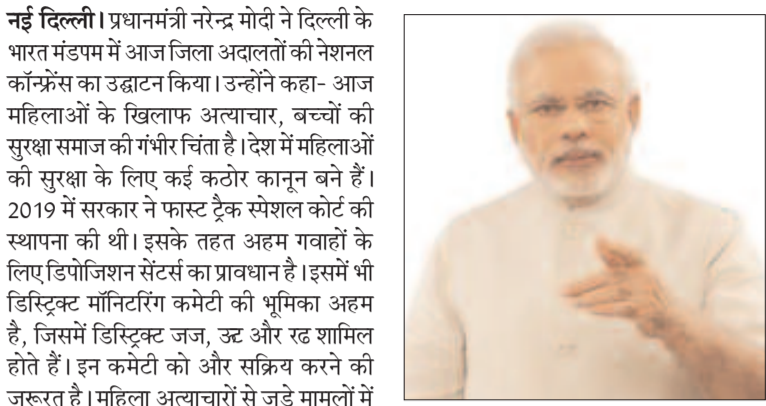 नई दिल्ली। प्रधानमंत्री नरेन्द्र मोदी ने दिल्ली के
भारत मंडपम में आज जिला अदालतों की नेशनल
कॉन्फ्रेंस का उद्घाटन किया। उन्होंने कहा- आज
महिलाओं के खिलाफ अत्याचार, बच्चों की
सुरक्षा समाज की गंभीर चिंता है। देश में महिलाओं
की सुरक्षा के लिए कई कठोर कानून बने हैं।
2019 में सरकार ने फास्ट ट्रैक स्पेशल कोर्ट की
स्थापना की थी। इसके तहत अहम गवाहों के
लिए डिपोजिशन सेंटर्स का प्रावधान है। इसमें भी
डिस्ट्रिक्ट मॉनिटरिंग कमेटी की भूमिका अहम
है, जिसमें डिस्ट्रिक्ट जज, ऊट और रढ शामिल
होते हैं। इन कमेटी को और सक्रिय करने की
जरूरत है। महिला अत्याचारों से जुड़े मामलों में